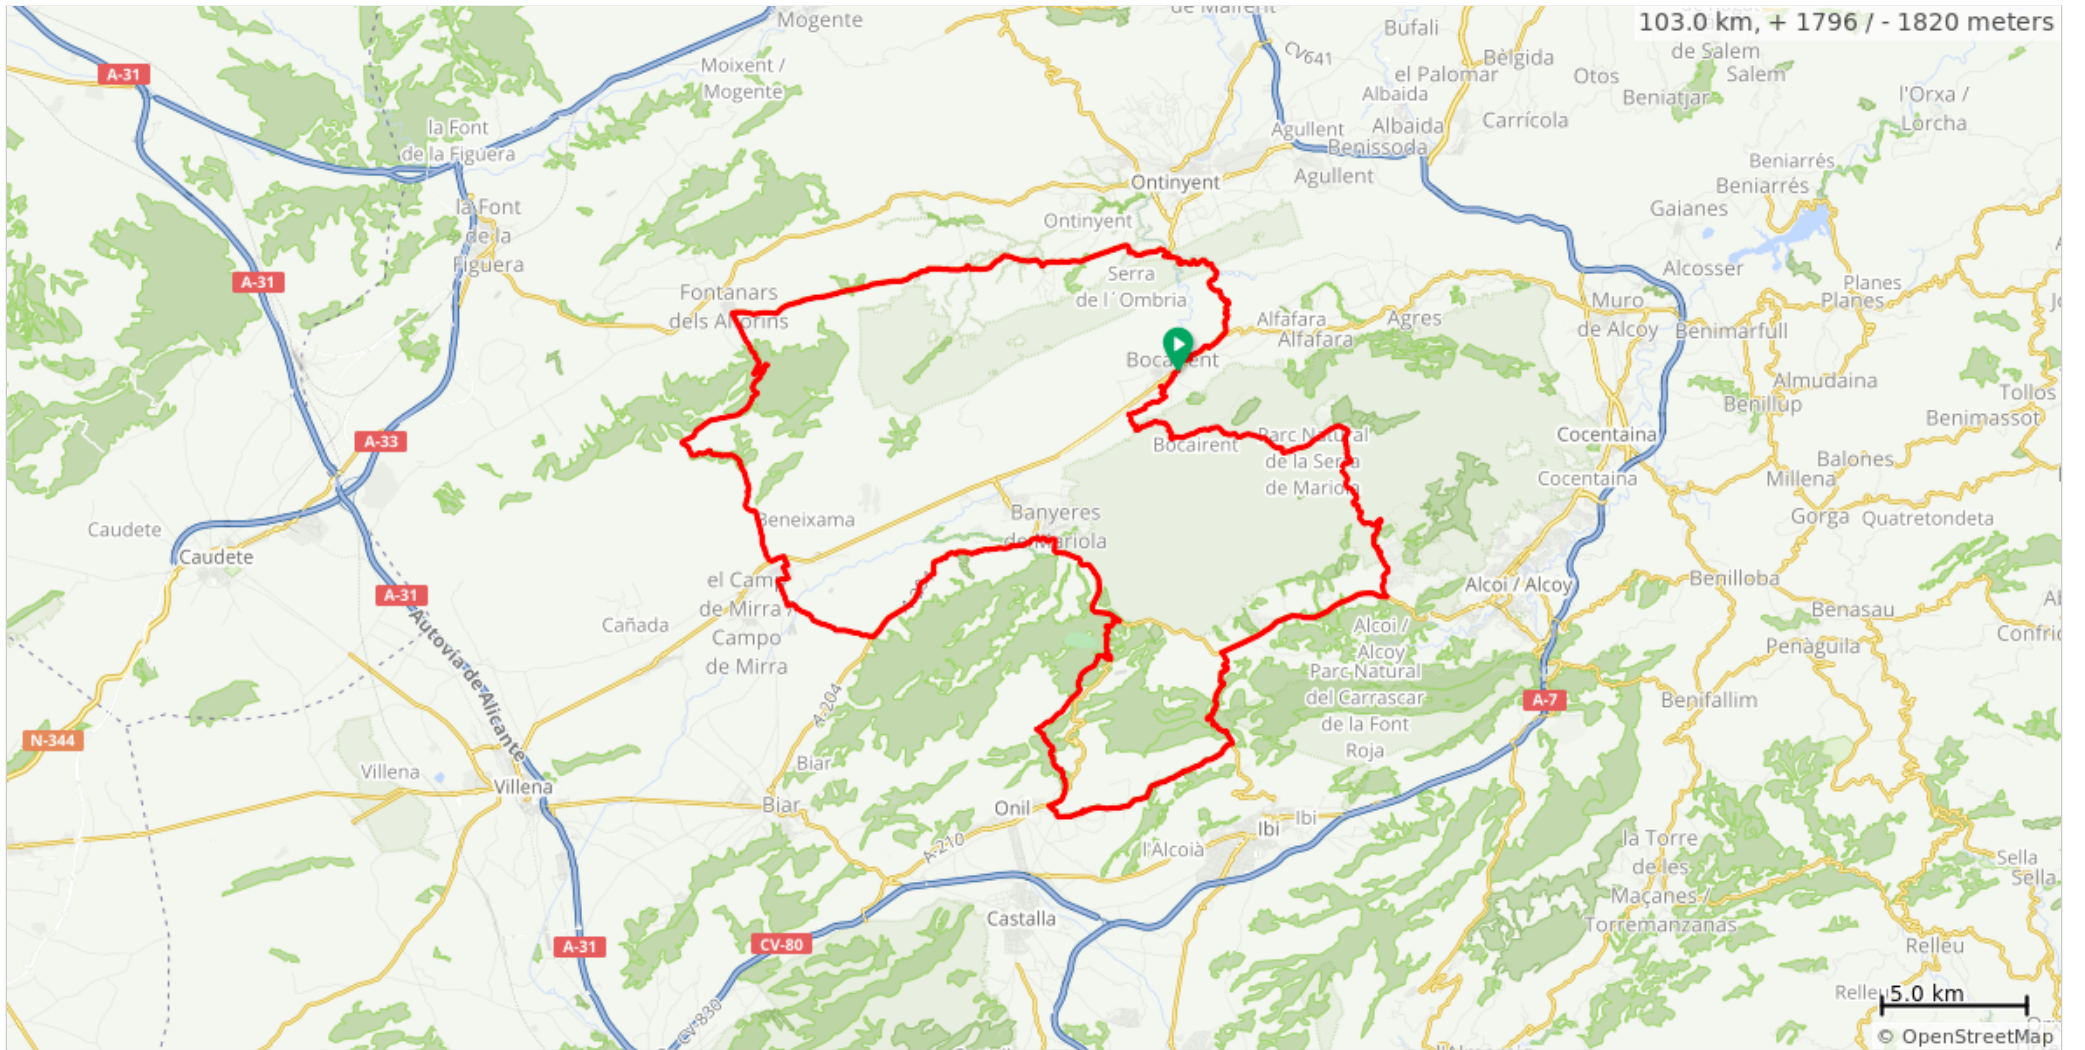 de Maifent
Mogente
103.0 km, + 1796 / - 1820 meters
Bufali
CV641
Bèlgida
de Salem
Salem
A-31
Moixent /
Mogente
el Palomar
Otos
Albaida
Beniatjar
l'Orxa /
Lorcha
la Font
de la Figuera
Agullent
Albaida
Carrícola
Benissoda
Beniarrés
Ontinyent
Agullent
Beniarrés
la Font
de la
Figuera
Ontinyent
Gaianes
A-31
Serra
de l´Ombria
Alcosser
Planes
Planes
Fontanars
dels Alforins
Muro
de Alcoy
Alfafara
Agres
Alfafara
Benimarfull
Bocairent
Almudaina
Tollos
Benillup
Benimassot
A-33
Bocairent
Parc Natural
de la Serra
de Mariola
Cocentaina
Balones
Cocentaina
Millena
Caudete
Beneixama
Banyeres
de Mariola
Gorga
Quatretondeta
Caudete
el Camp
de Mirra /
Campo
de Mirra
Alcoi / Alcoy
Benilloba
A-31
Benasau
Cañada
Alcoi /
Alcoy
Confri
Penàguila
Autovía de Alicante
Parc Natural
del Carrascar
de la Font
Roja
A-204
A-7
Benifallim
N-344
Villena
Biar
Villena
Biar
Onil
Ibi
Ibi
A-210
l'Alcoià
la Torre
de les
Maçanes /
Torremanzanas
Sella
Sella
Castalla
A-31
CV-80
Relleu
Relleu
5.0 km
CV-830
© OpenStreetMap